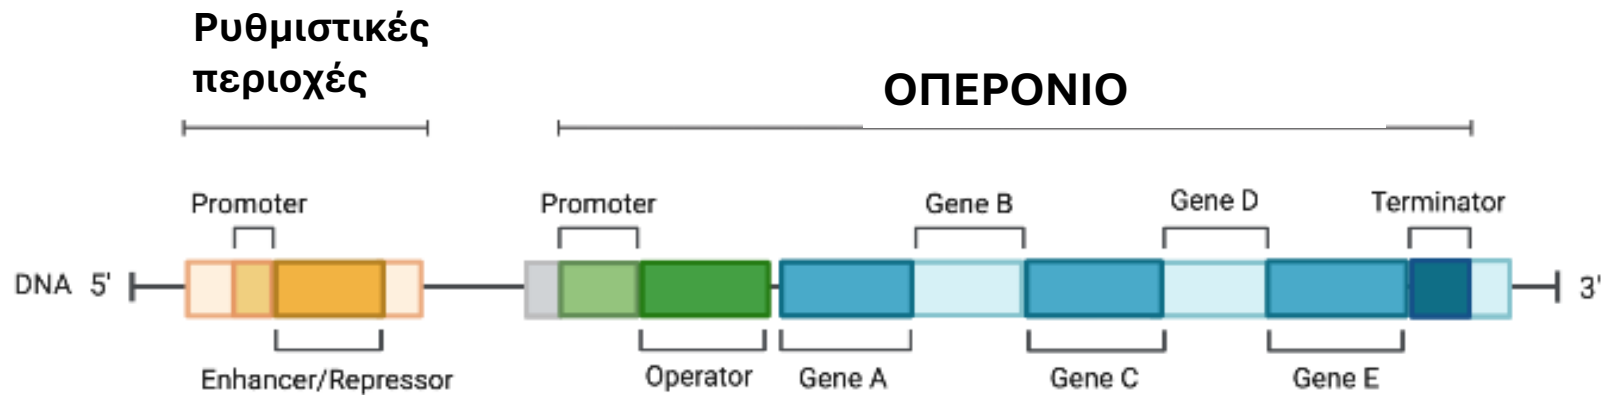 Ρυθμιστικές
περιοχές
ΟΠΕΡΟΝΙΟ
Promoter
Promoter
Gene B
Gene D
Terminator
DNA 5'
3'
Enhancer/Repressor
Operator
Gene A
Gene C
Gene E